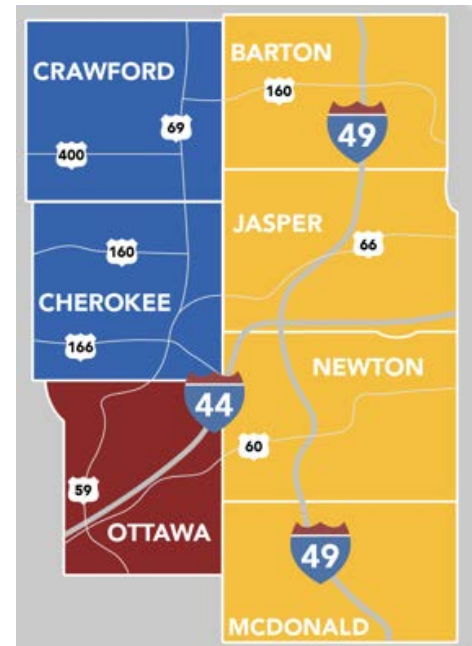 CRAWFORD
BARTON
160
69
49
400
JASPER
66
160
CHEROKEE
166
NEWTON
44
60
59
OTTAWA
49
MCDONALD